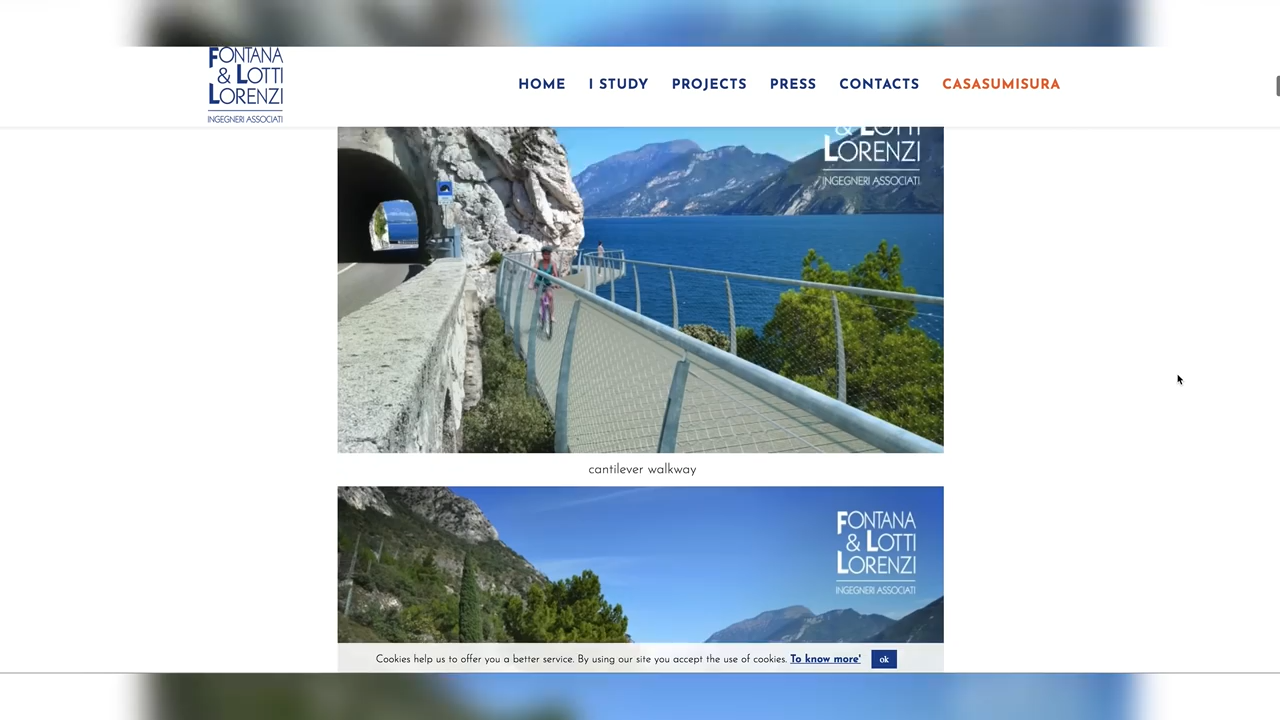 FONTANA
& LOTTI
LORENZI
INGEGNERI ASSOCIATI
HOME I STUDY PROJECTS PRESS CONTACTS CASASUMISURA
& LOTTI
LORENZI
INGEGNERI ASSOCIATI
cantilever walkway
FONTANA
& LOTTI
LORENZI
INGEGNERI ASSOCIATI
Cookies help us to offer you a better service. By using our site you accept the use of cookies. To know more' ok